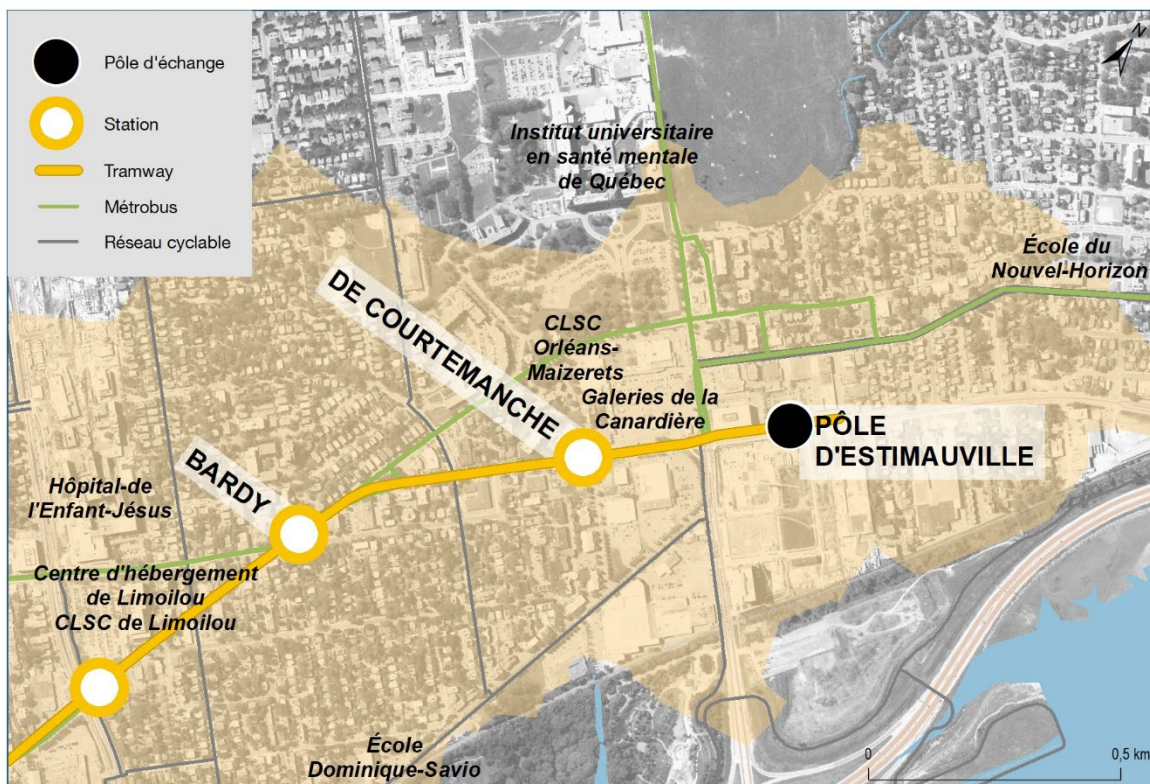 Pôle d'échange
Station
Tramway
Métrobus
Réseau cyclable
N
Institut universitaire
en santé mentale
de Québec
École du
Nouvel-Horizon
DE COURTEMANCHE
CLSC
Orléans-
Maizerets
Galeries de la
Canardière
PÔLE
D'ESTIMAUVILLE
BARDY
Hôpital-de
l'Enfant-Jésus
Centre d'hébergement
de Limoilou
CLSC de Limoilou
École
Dominique-Savio
0
0,5 km